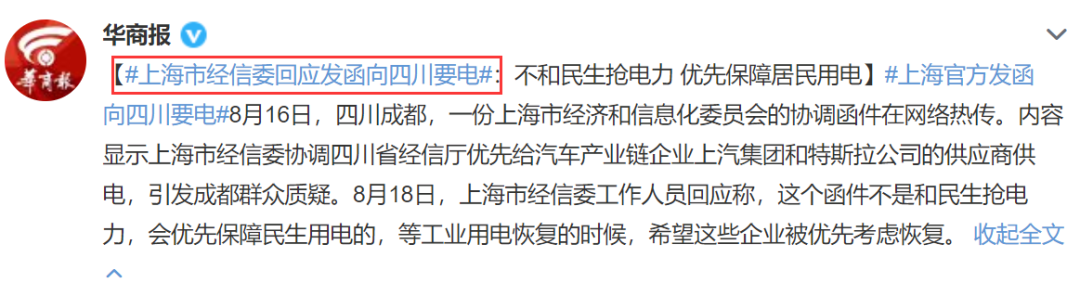 华商报
【#上海市经信委回应发函向四川要电#：不和民生抢电力 优先保障居民用电】#上海官方发函
向四川要电#8月16日，四川成都，一份上海市经济和信息化委员会的协调函件在网络热传。内容
显示上海市经信委协调四川省经信厅优先给汽车产业链企业上汽集团和特斯拉公司的供应商供
电，引发成都群众质疑。8月18日，上海市经信委工作人员回应称，这个函件不是和民生抢电
力，会优先保障民生用电的，等工业用电恢复的时候，希望这些企业被优先考虑恢复。 收起全文
華商報